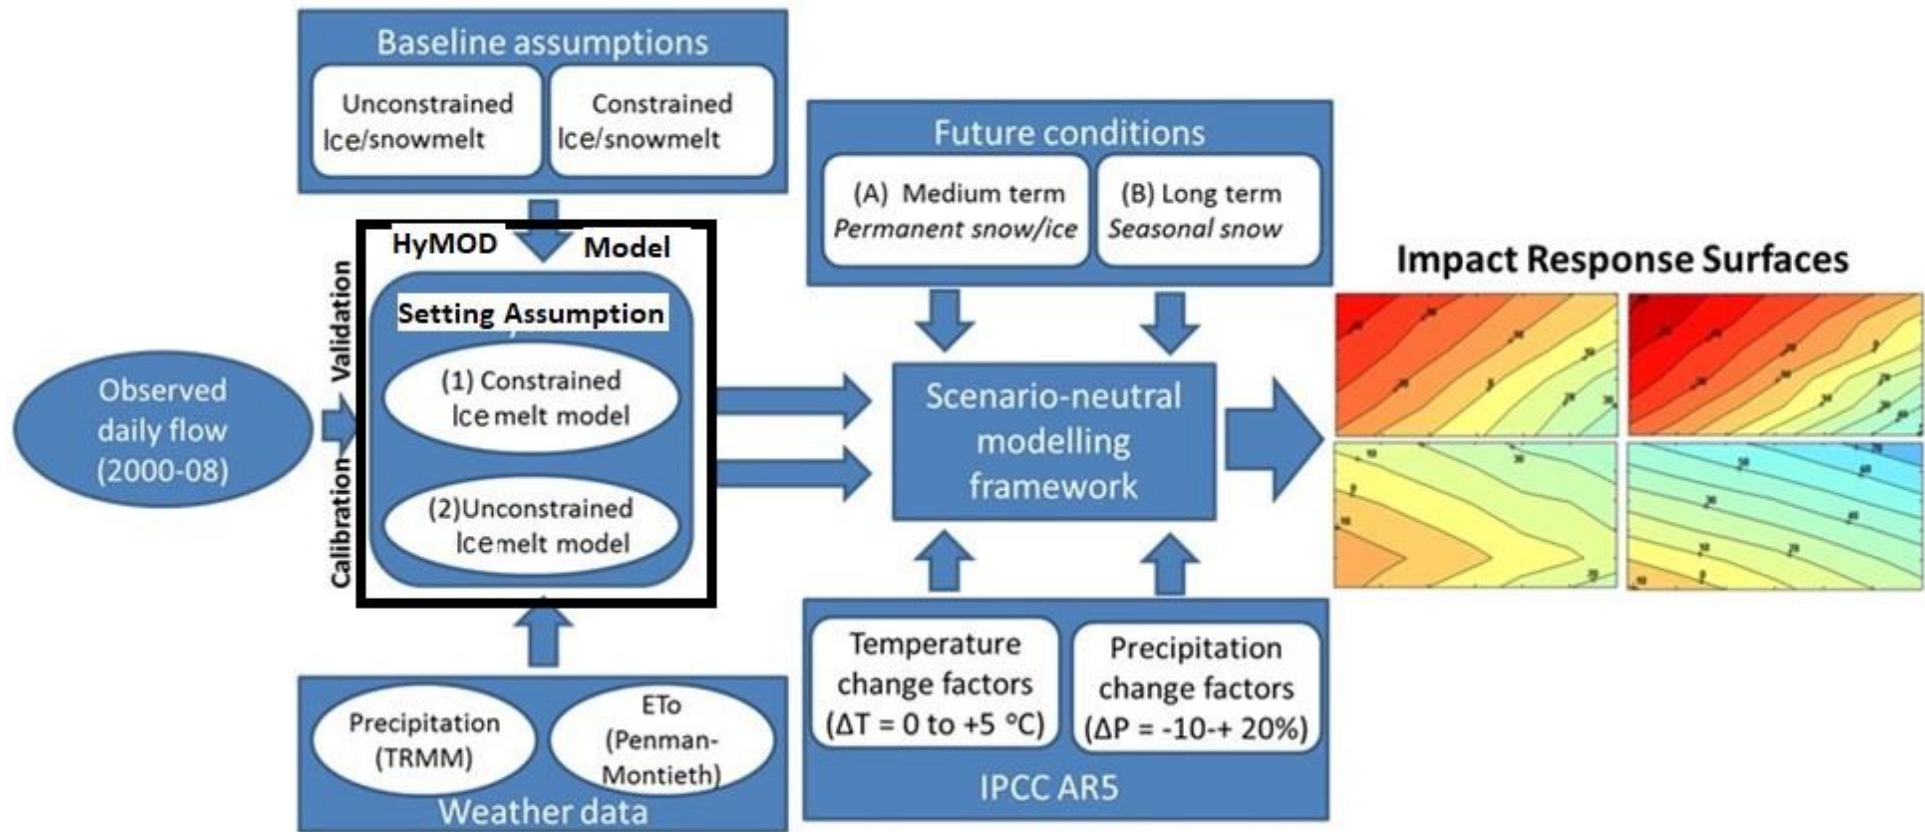 Baseline assumptions
Unconstrained
Ice/snowmelt
Constrained
Ice/snowmelt
HyMOD
Model
Setting Assumption
(1) Constrained
Ice melt model
(2)Unconstrained
Ice melt model
Validation
Calibration
Observed
daily flow
(2000-08)
Precipitation
(TRMM)
ETo
(Penman-
Montieth)
Weather data
Future conditions
(A) Medium term
Permanent snow/ice
(B) Long term
Seasonal snow
Scenario-neutral
modelling
framework
Temperature
change factors
(ΔT = 0 to +5 °C)
Precipitation
change factors
(ΔP = -10-+ 20%)
IPCC AR5
Impact Response Surfaces